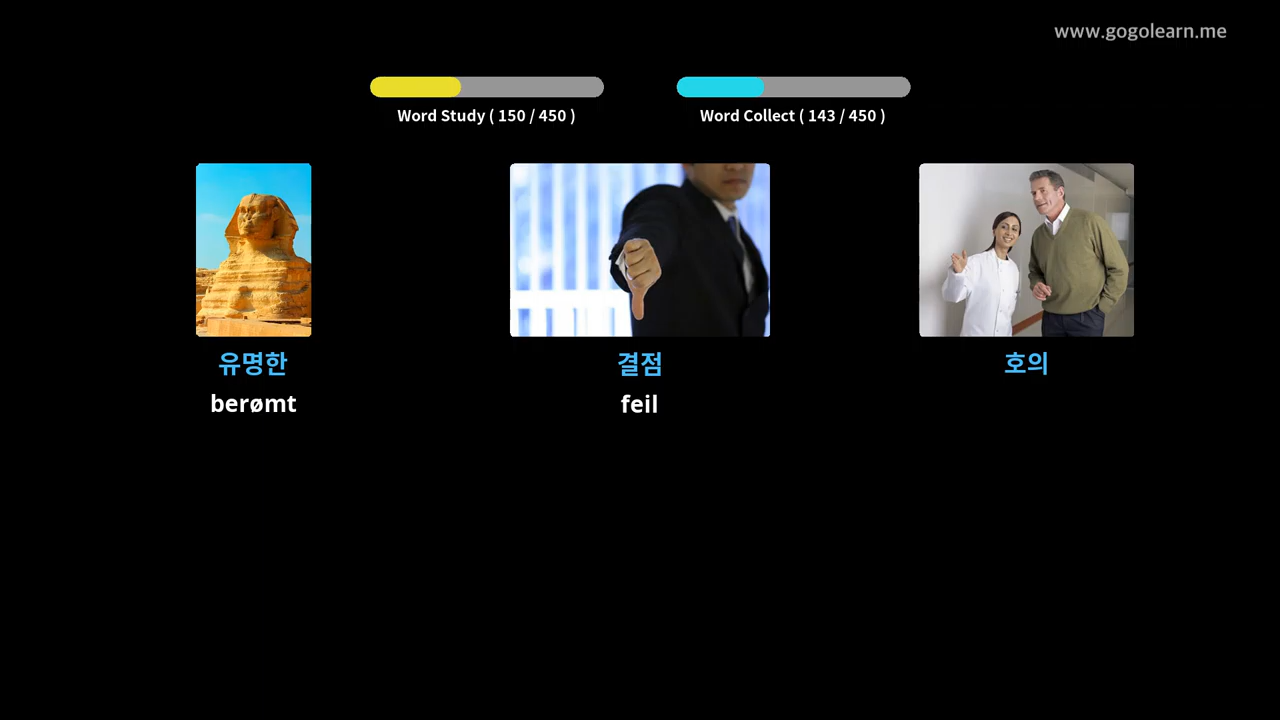 www.gogolearn.me
Word Study ( 150 / 450 )
Word Collect ( 143 / 450 )
유명한
결점
호의
berømt
feil